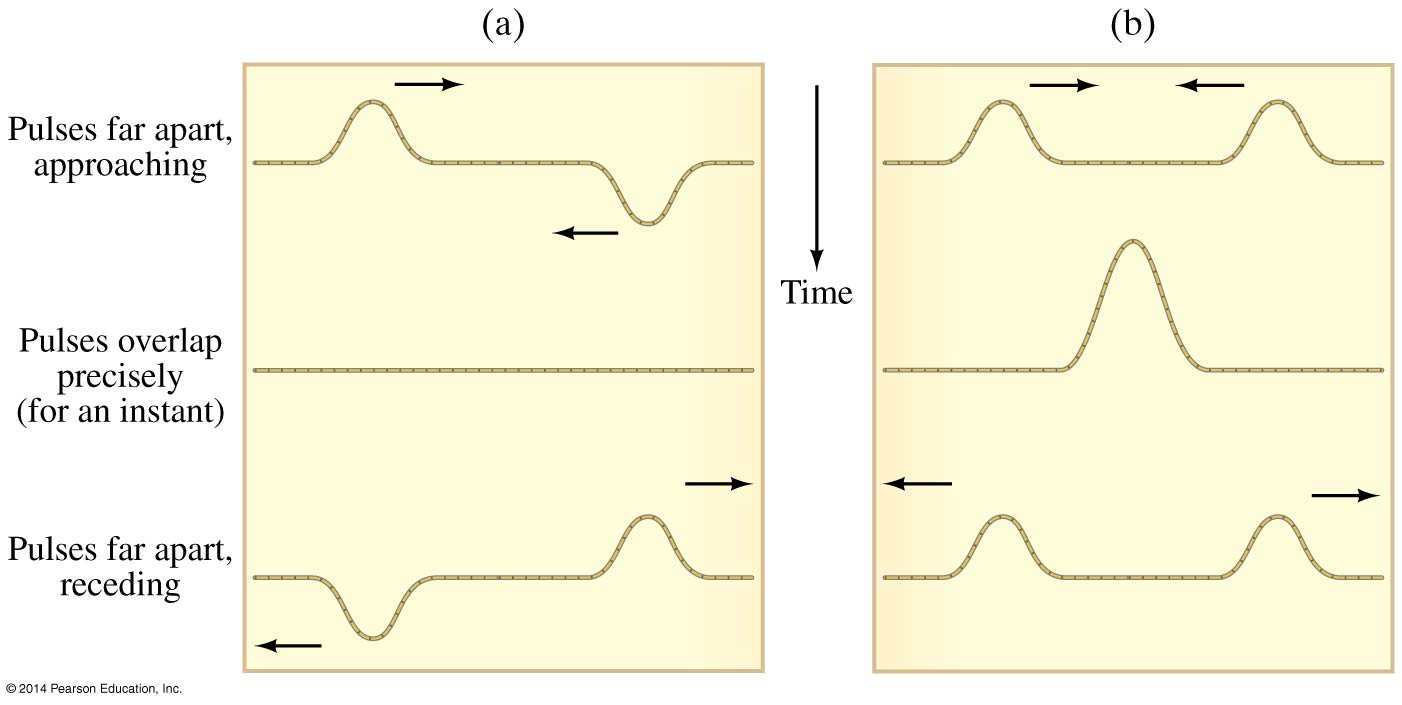 (a)
(b)
Pulses far apart,
approaching
Time
Pulses overlap
precisely
(for an instant)
Pulses far apart,
receding
© 2014 Pearson Education, Inc.